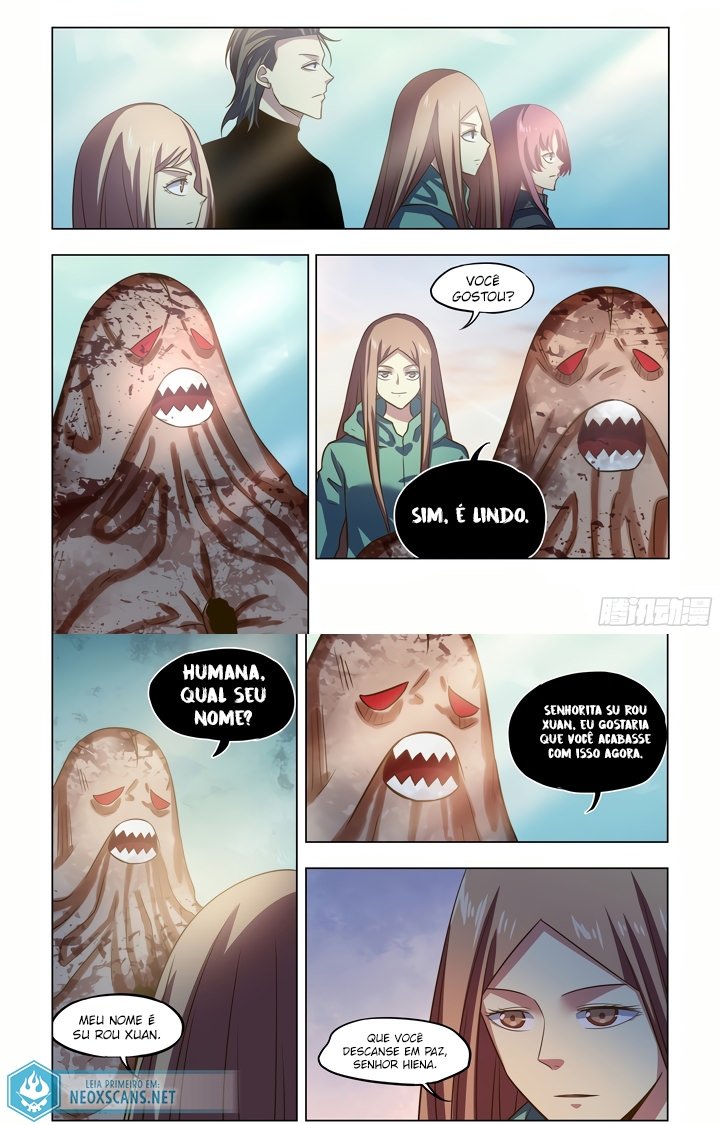 VOCÊ
GOSTOU?
SIM, É LINDO.
腾讯动漫
HUMANA,
QUAL SEU
NOME?
SENHORITA SU ROU
XUAN, EU GOSTARIA
QUE VOCÊ ACABASSE
COM ISSO AGORA.
MEU NOME É
SU ROU XUAN.
QUE VOCÊ
DESCANSE EM PAZ,
SENHOR HIENA.
LEIA PRIMEIRO EM:
NEOXSCANS.NET